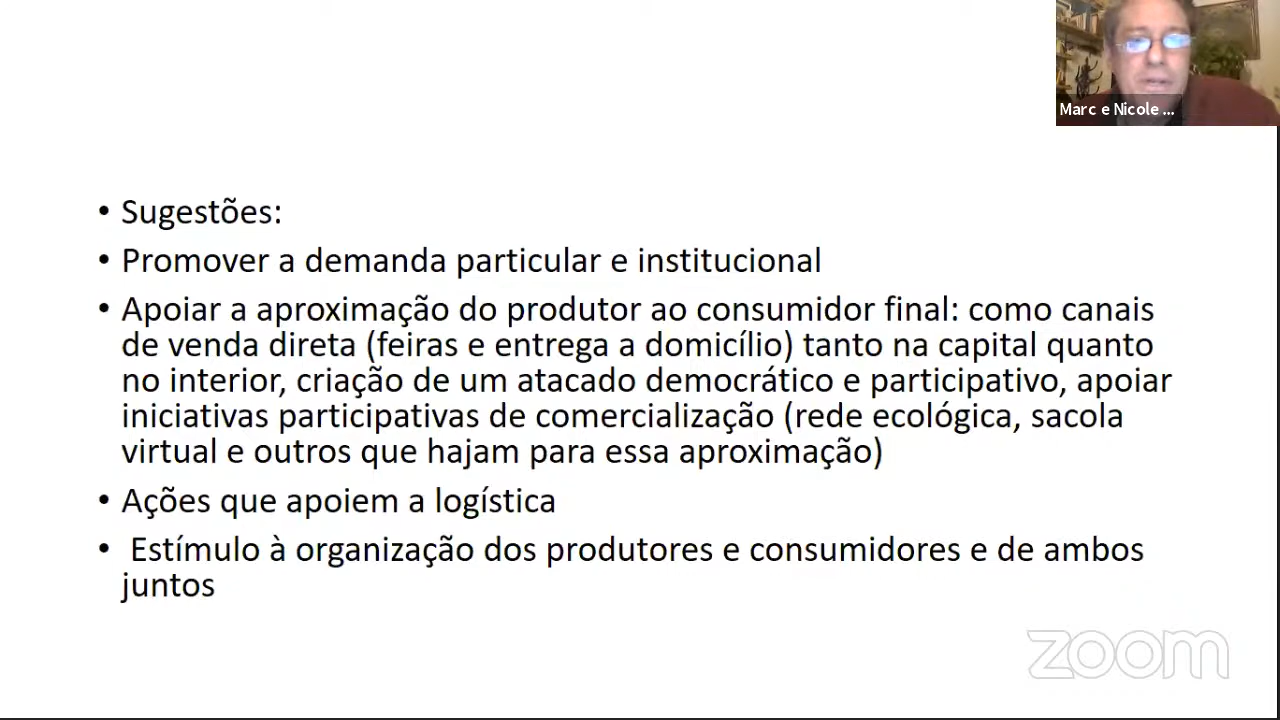 Marc e Nicole ...
• Sugestões:
• Promover a demanda particular e institucional
• Apoiar a aproximação do produtor ao consumidor final: como canais
de venda direta (feiras e entrega a domicílio) tanto na capital quanto
no interior, criação de um atacado democrático e participativo, apoiar
iniciativas participativas de comercialização (rede ecológica, sacola
virtual e outros que hajam para essa aproximação)
• Ações que apoiem a logística
• Estímulo à organização dos produtores e consumidores e de ambos
juntos
zoom